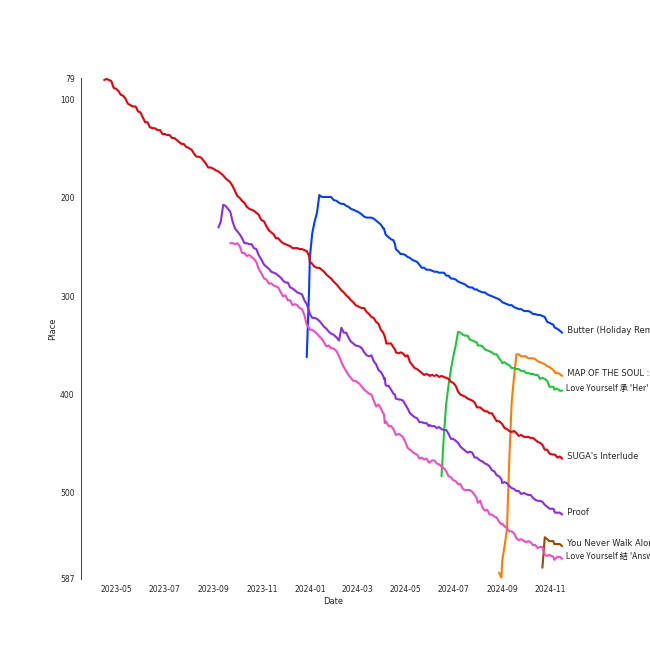 79
100
200
300
400
500
587
Place
2023-05
2023-07
2023-09
2023-11
2024-01
2024-03
2024-05
2024-07
2024-09
2024-11
Date
Butter (Holiday Rem
MAP OF THE SOUL :
Love Yourself 承 'Her'
SUGA's Interlude
Proof
You Never Walk Alon
Love Yourself 結 'Answ